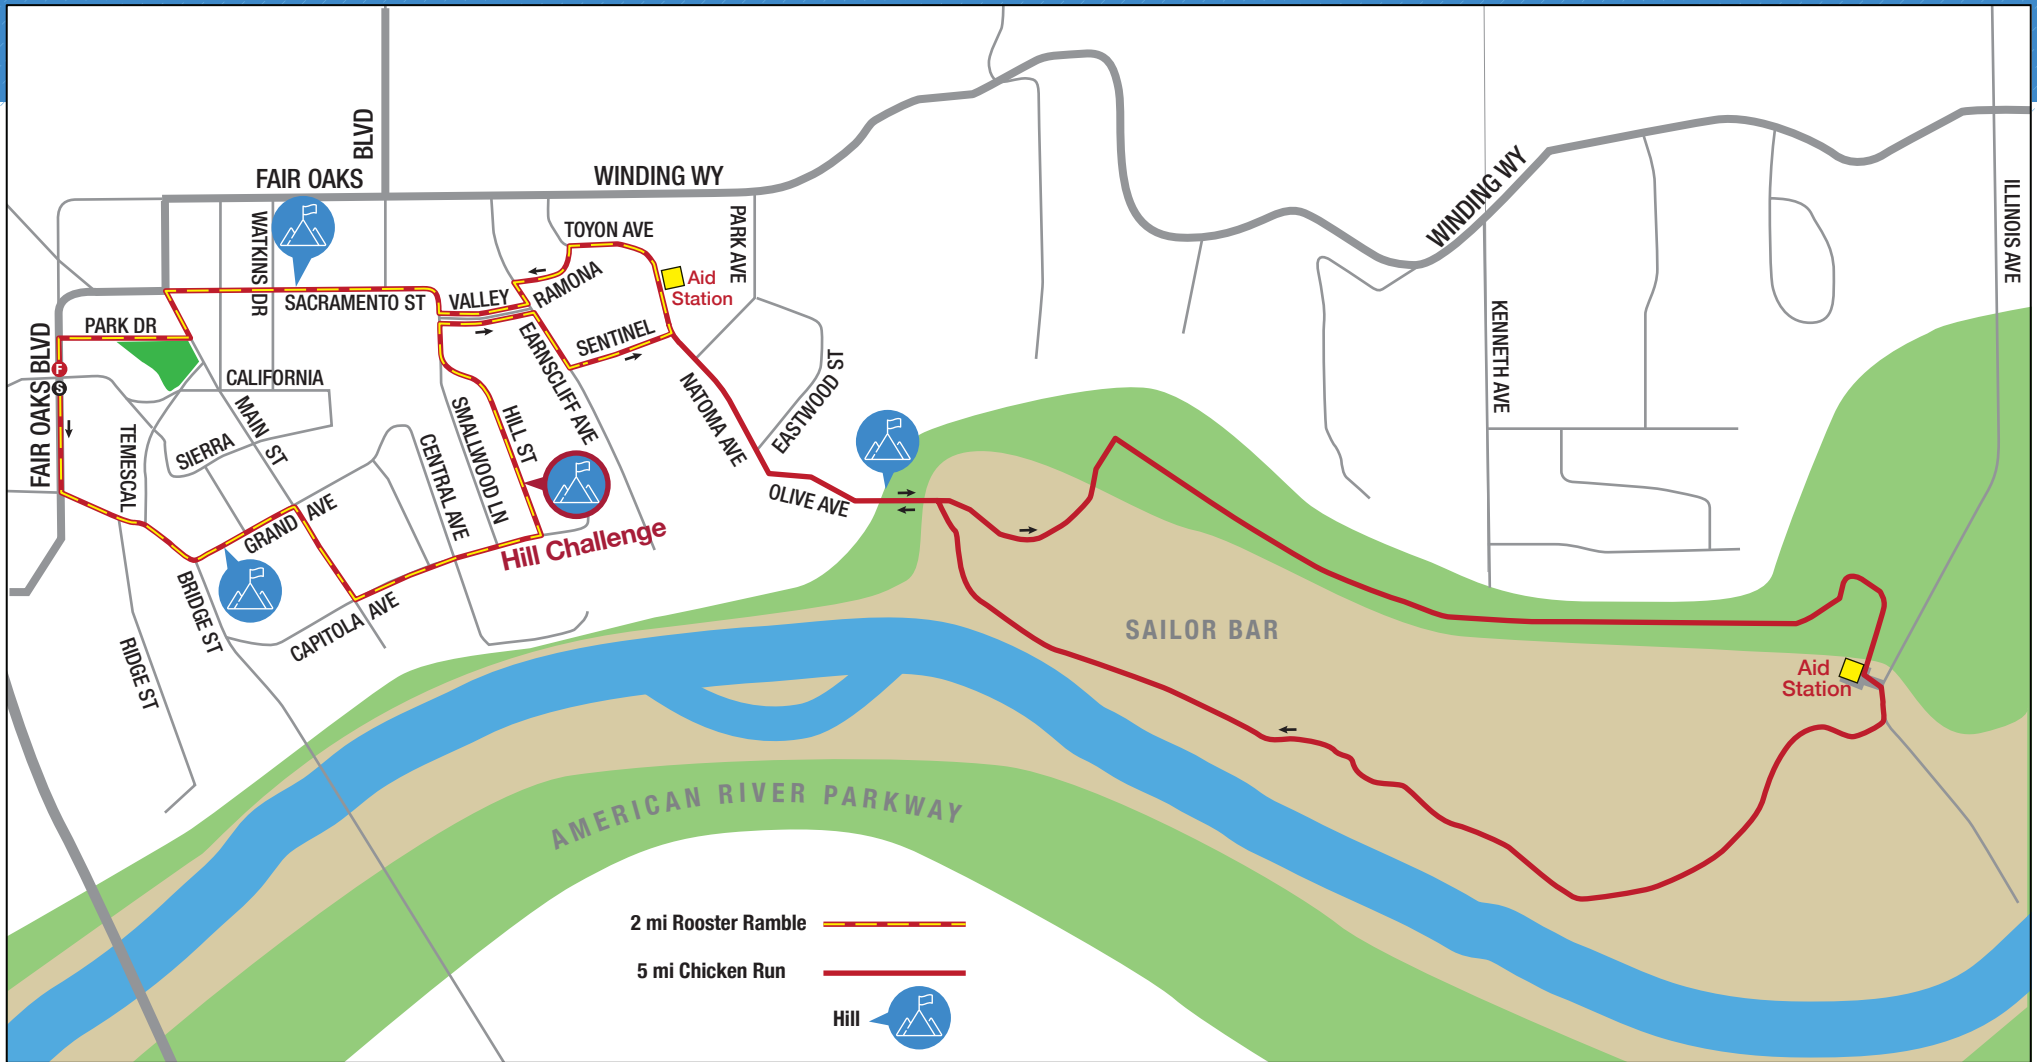 BLVD
FAIR OAKS
WINDING WY
WINDING WY
ILLINOIS AVE
WATKINS DR
TOYON AVE
PARK AVE
Aid
Station
RAMONA
VALLEY
SACRAMENTO ST
PARK DR
FAIR OAKS BLVD
F
S
SENTINEL
EARNSCLIFF AVE
KENNETH AVE
CALIFORNIA
NATOMA AVE
EASTWOOD ST
MAIN ST
TEMESCAL
SIERRA
SMALLWOOD LN
HILL ST
CENTRAL AVE
OLIVE AVE
GRAND AVE
Hill Challenge
BRIDGE ST
CAPITOLA AVE
RIDGE ST
SAILOR BAR
Aid
Station
AMERICAN RIVER PARKWAY
2 mi Rooster Ramble
5 mi Chicken Run
Hill